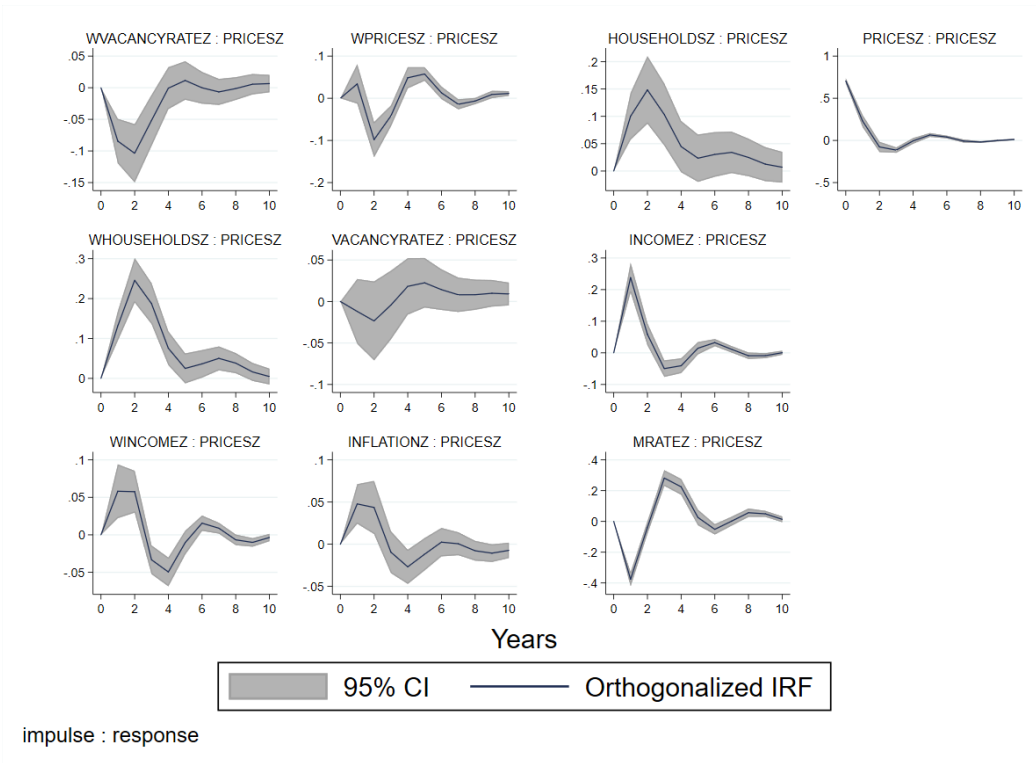 WVACANCYRATEZ : PRICESZ
WPRICESZ : PRICESZ
HOUSEHOLDSZ : PRICESZ
PRICESZ : PRICESZ
.05
0
-.05
-.1
-.15
0 2 4 6 8 10
.1
0
-.1
-.2
0 2 4 6 8 10
.2
.15
.1
.05
0
0 2 4 6 8 10
1
.5
0
-.5
0 2 4 6 8 10
WHOUSEHOLDSZ : PRICESZ
VACANCYRATEZ : PRICESZ
INCOMEZ : PRICESZ
.3
.2
.1
0
0 2 4 6 8 10
.05
0
-.05
-.1
0 2 4 6 8 10
.3
.2
.1
0
-.1
0 2 4 6 8 10
WINCOMEZ : PRICESZ
INFLATIONZ : PRICESZ
MRATEZ : PRICESZ
.1
.05
0
-.05
0 2 4 6 8 10
.1
.05
0
-.05
0 2 4 6 8 10
.4
.2
0
-.2
-.4
0 2 4 6 8 10
Years
95% CI
Orthogonalized IRF
impulse : response